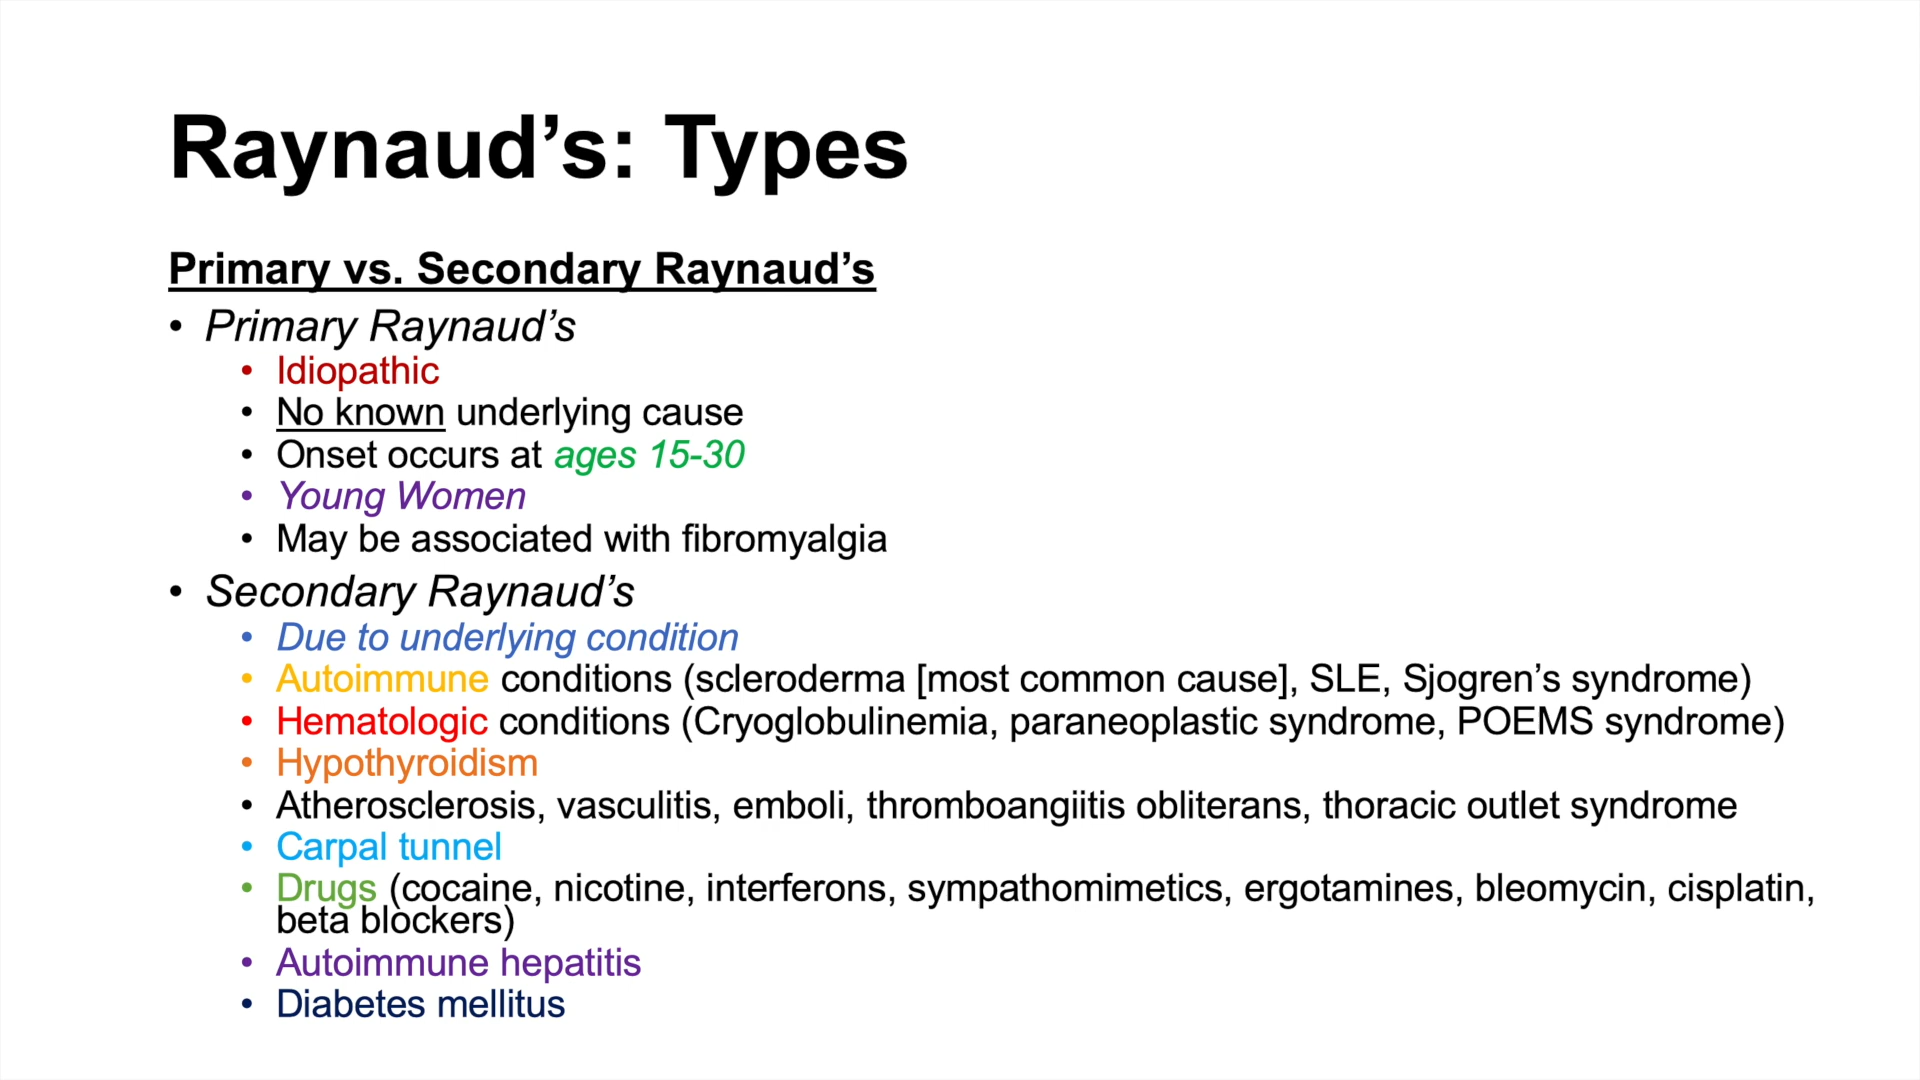 Raynaud’s: Types
Primary vs. Secondary Raynaud’s
• Primary Raynaud’s
• Idiopathic
• No known underlying cause
• Onset occurs at ages 15-30
• Young Women
• May be associated with fibromyalgia
• Secondary Raynaud’s
• Due to underlying condition
• Autoimmune conditions (scleroderma [most common cause], SLE, Sjogren’s syndrome)
• Hematologic conditions (Cryoglobulinemia, paraneoplastic syndrome, POEMS syndrome)
• Hypothyroidism
• Atherosclerosis, vasculitis, emboli, thromboangiitis obliterans, thoracic outlet syndrome
• Carpal tunnel
• Drugs (cocaine, nicotine, interferons, sympathomimetics, ergotamines, bleomycin, cisplatin,
beta blockers)
• Autoimmune hepatitis
• Diabetes mellitus